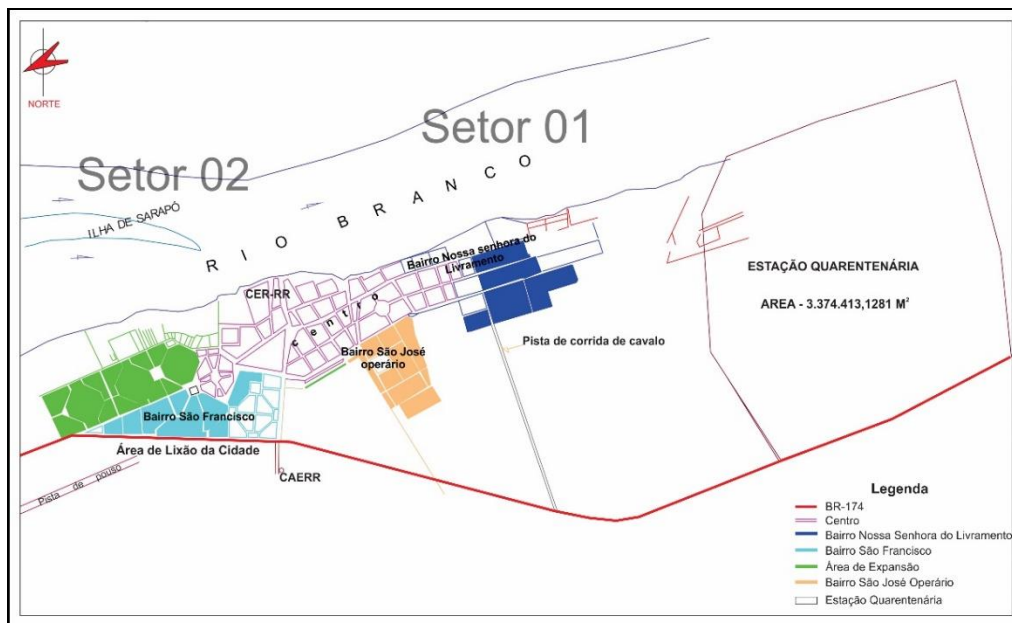 NORTE
Setor 01
Setor 02
ILHA DE SARAPÓ
RIO BRANCO
Bairro Nossa senhora do
Livramento
CER-RR
centró
ESTAÇÃO QUARENTENÁRIA
AREA - 3.374.413,1281 M²
Pista de corrida de cavalo
Bairro São José
operário
Bairro São Francisco
Área de Lixão da Cidade
CAERR
Pista de pouso
Legenda
BR-174
Centro
Bairro Nossa Senhora do Livramento
Bairro São Francisco
Área de Expansão
Bairro São José Operário
Estação Quarentenária